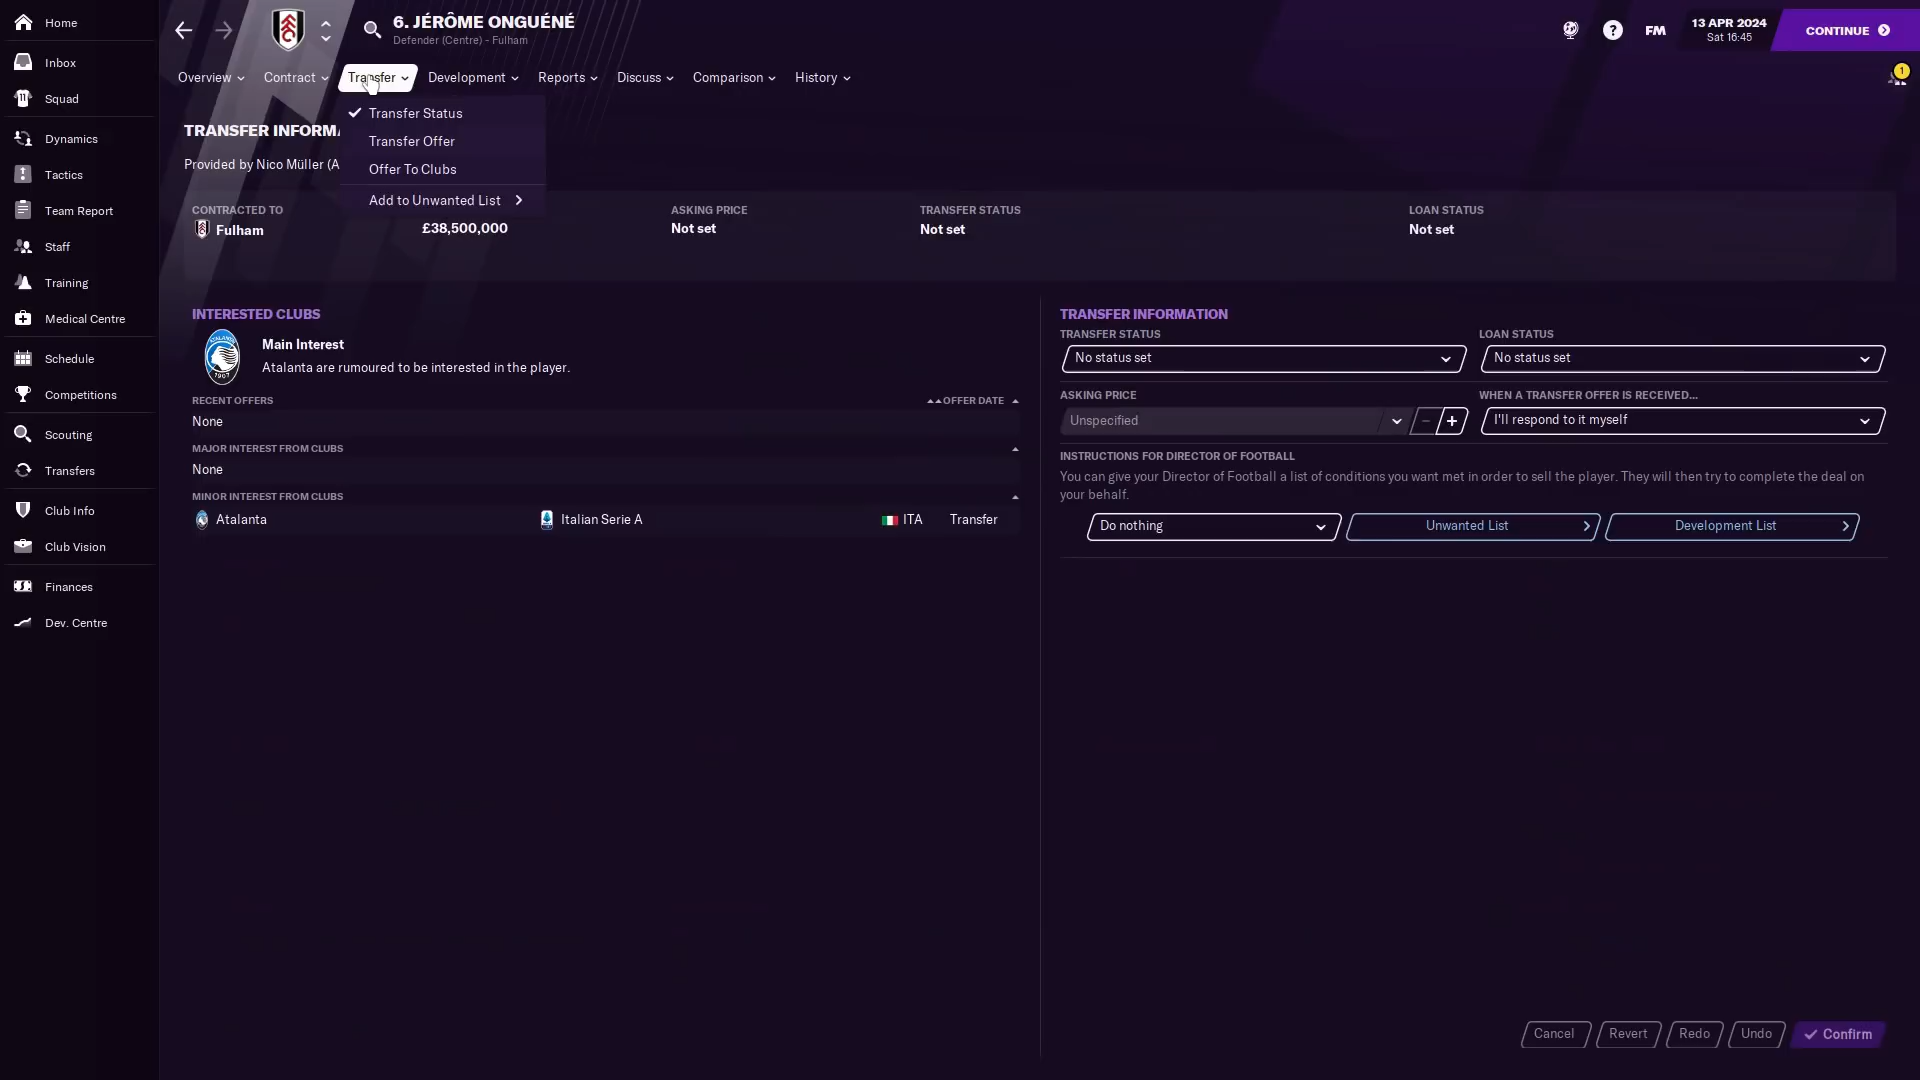 Home
Inbox
Squad
Dynamics
Tactics
Team Report
Staff
Training
Medical Centre
Schedule
Competitions
Scouting
Transfers
Club Info
Club Vision
Finances
Dev. Centre
6. JÉRÔME ONGUÉNÉ
Defender (Centre) - Fulham
FM
13 APR 2024
Sat 16:45
CONTINUE
Overview Contract Transfer Development Reports Discuss Comparison History
1
Transfer Status
Transfer Offer
Offer To Clubs
Add to Unwanted List
TRANSFER INFORMA
Provided by Nico Müller (A
CONTRACTED TO
Fulham
£38,500,000
ASKING PRICE
Not set
TRANSFER STATUS
Not set
LOAN STATUS
Not set
INTERESTED CLUBS
Main Interest
Atalanta are rumoured to be interested in the player.
RECENT OFFERS OFFER DATE
None
MAJOR INTEREST FROM CLUBS
None
MINOR INTEREST FROM CLUBS
Atalanta Italian Serie A ITA Transfer
TRANSFER INFORMATION
TRANSFER STATUS LOAN STATUS
No status set No status set
ASKING PRICE WHEN A TRANSFER OFFER IS RECEIVED...
Unspecified I'll respond to it myself
INSTRUCTIONS FOR DIRECTOR OF FOOTBALL
You can give your Director of Football a list of conditions you want met in order to sell the player. They will then try to complete the deal on
your behalf.
Do nothing Unwanted List Development List
Cancel Revert Redo Undo Confirm